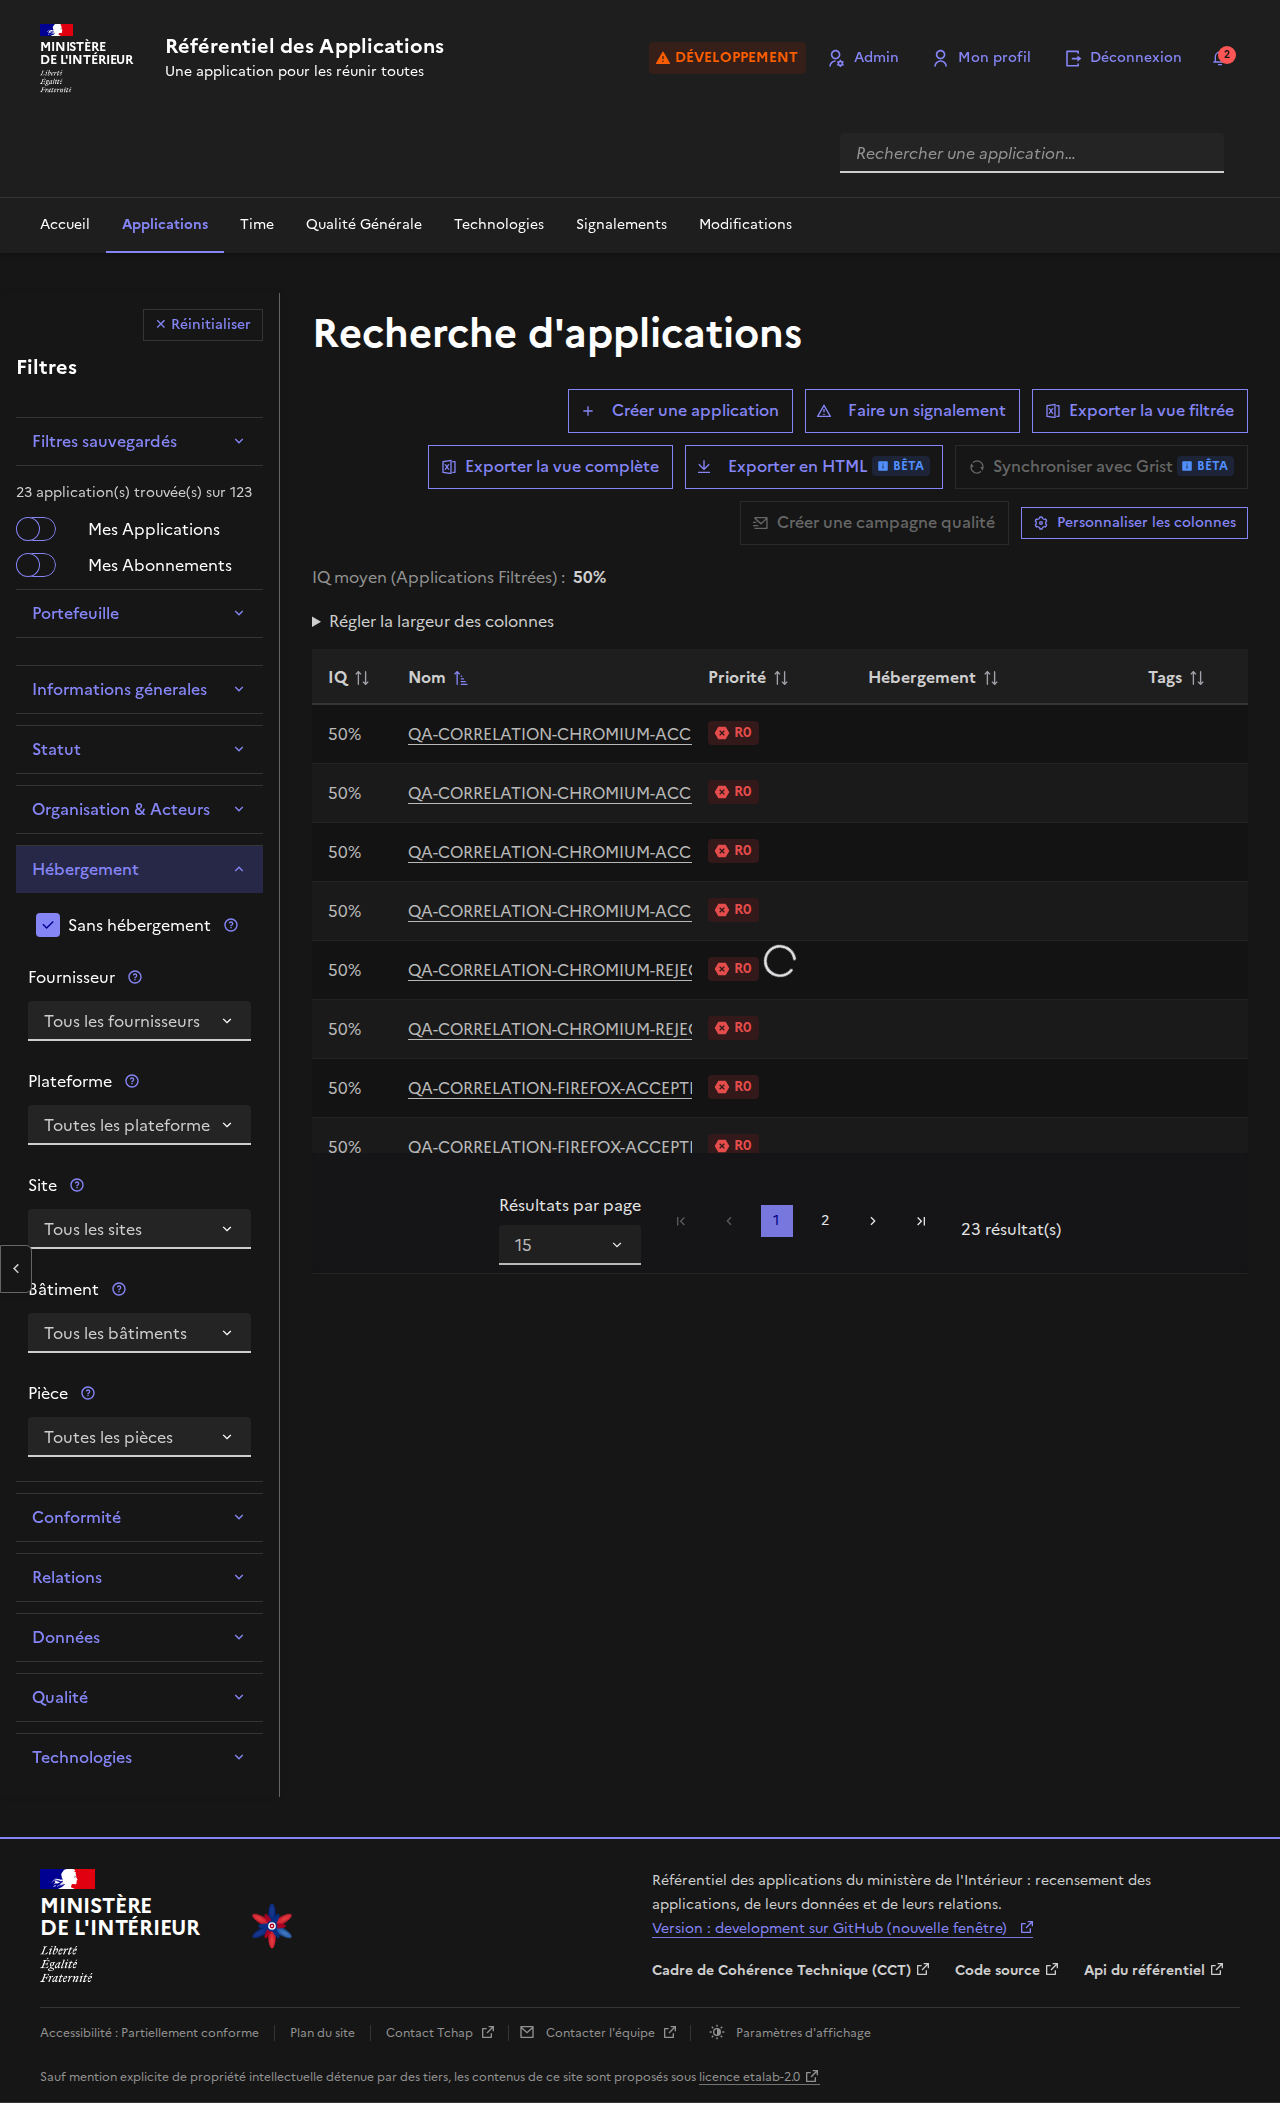 MINISTÈRE
DE L'INTÉRIEUR
Liberté
Égalité
Fraternité
Référentiel des Applications
Une application pour les réunir toutes
DÉVELOPPEMENT
Admin
Mon profil
Déconnexion
2
Rechercher une application...
Accueil
Applications
Time
Qualité Générale
Technologies
Signalements
Modifications
Réinitialiser
Filtres
Filtres sauvegardés
23 application(s) trouvée(s) sur 123
Mes Applications
Mes Abonnements
Portefeuille
Informations génerales
Statut
Organisation & Acteurs
Hébergement
Sans hébergement
Fournisseur
Tous les fournisseurs
Plateforme
Toutes les plateforme
Site
Tous les sites
Bâtiment
Tous les bâtiments
Pièce
Toutes les pièces
Conformité
Relations
Données
Qualité
Technologies
Recherche d'applications
Créer une application
Faire un signalement
Exporter la vue filtrée
Exporter la vue complète
Exporter en HTML BÊTA
Synchroniser avec Grist BÊTA
Créer une campagne qualité
Personnaliser les colonnes
IQ moyen (Applications Filtrées) : 50%
Régler la largeur des colonnes
IQ Nom Priorité Hébergement Tags
50% QA-CORRELATION-CHROMIUM-ACC R0
50% QA-CORRELATION-CHROMIUM-ACC R0
50% QA-CORRELATION-CHROMIUM-ACC R0
50% QA-CORRELATION-CHROMIUM-ACC R0
50% QA-CORRELATION-CHROMIUM-REJEC R0
50% QA-CORRELATION-CHROMIUM-REJEC R0
50% QA-CORRELATION-FIREFOX-ACCEPTE R0
50% QA-CORRELATION-FIREFOX-ACCEPTE R0
Résultats par page
15
1
2
23 résultat(s)
MINISTÈRE
DE L'INTÉRIEUR
Liberté
Égalité
Fraternité
Référentiel des applications du ministère de l'Intérieur : recensement des
applications, de leurs données et de leurs relations.
Version : development sur GitHub (nouvelle fenêtre)
Cadre de Cohérence Technique (CCT)
Code source
Api du référentiel
Accessibilité : Partiellement conforme
Plan du site
Contact Tchap
Contacter l'équipe
Paramètres d'affichage
Sauf mention explicite de propriété intellectuelle détenue par des tiers, les contenus de ce site sont proposés sous licence etalab-2.0